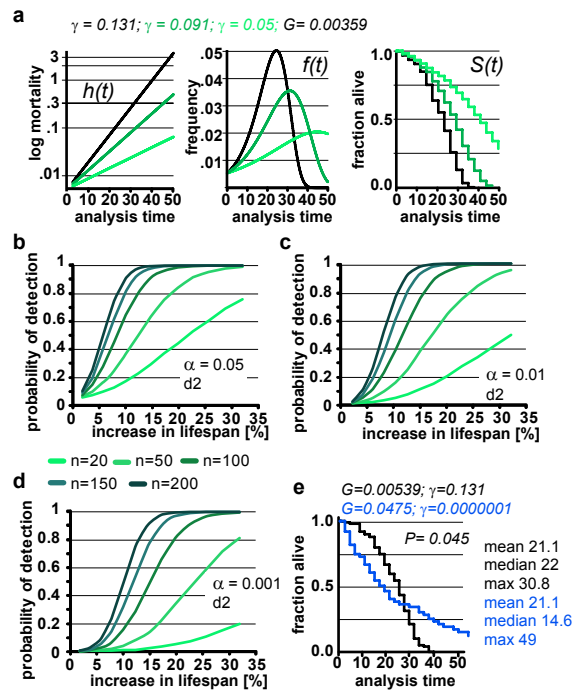 a
γ = 0.131; γ = 0.091; γ = 0.05; G= 0.00359
log mortality
3
1
.3
.1
.01
h(t)
0 10 20 30 40 50
analysis time
frequency
.05
.04
.03
.02
.01
f(t)
0 10 20 30 40 50
analysis time
fraction alive
1.0
0.5
0.0
S(t)
0 10 20 30 40 50
analysis time
b
probability of detection
1
0.8
0.6
0.4
0.2
0
α = 0.05
d2
0 5 10 15 20 25 30 35
increase in lifespan [%]
c
probability of detection
1
0.8
0.6
0.4
0.2
0
α = 0.01
d2
0 5 10 15 20 25 30 35
increase in lifespan [%]
n=20 n=50 n=100
n=150 n=200
d
probability of detection
1
0.8
0.6
0.4
0.2
0
α = 0.001
d2
0 5 10 15 20 25 30 35
increase in lifespan [%]
e
G=0.00539; γ=0.131
G=0.0475; γ=0.0000001
fraction alive
1.0
0.5
0.0
P= 0.045
mean 21.1
median 22
max 30.8
mean 21.1
median 14.6
max 49
0 10 20 30 40 50
analysis time